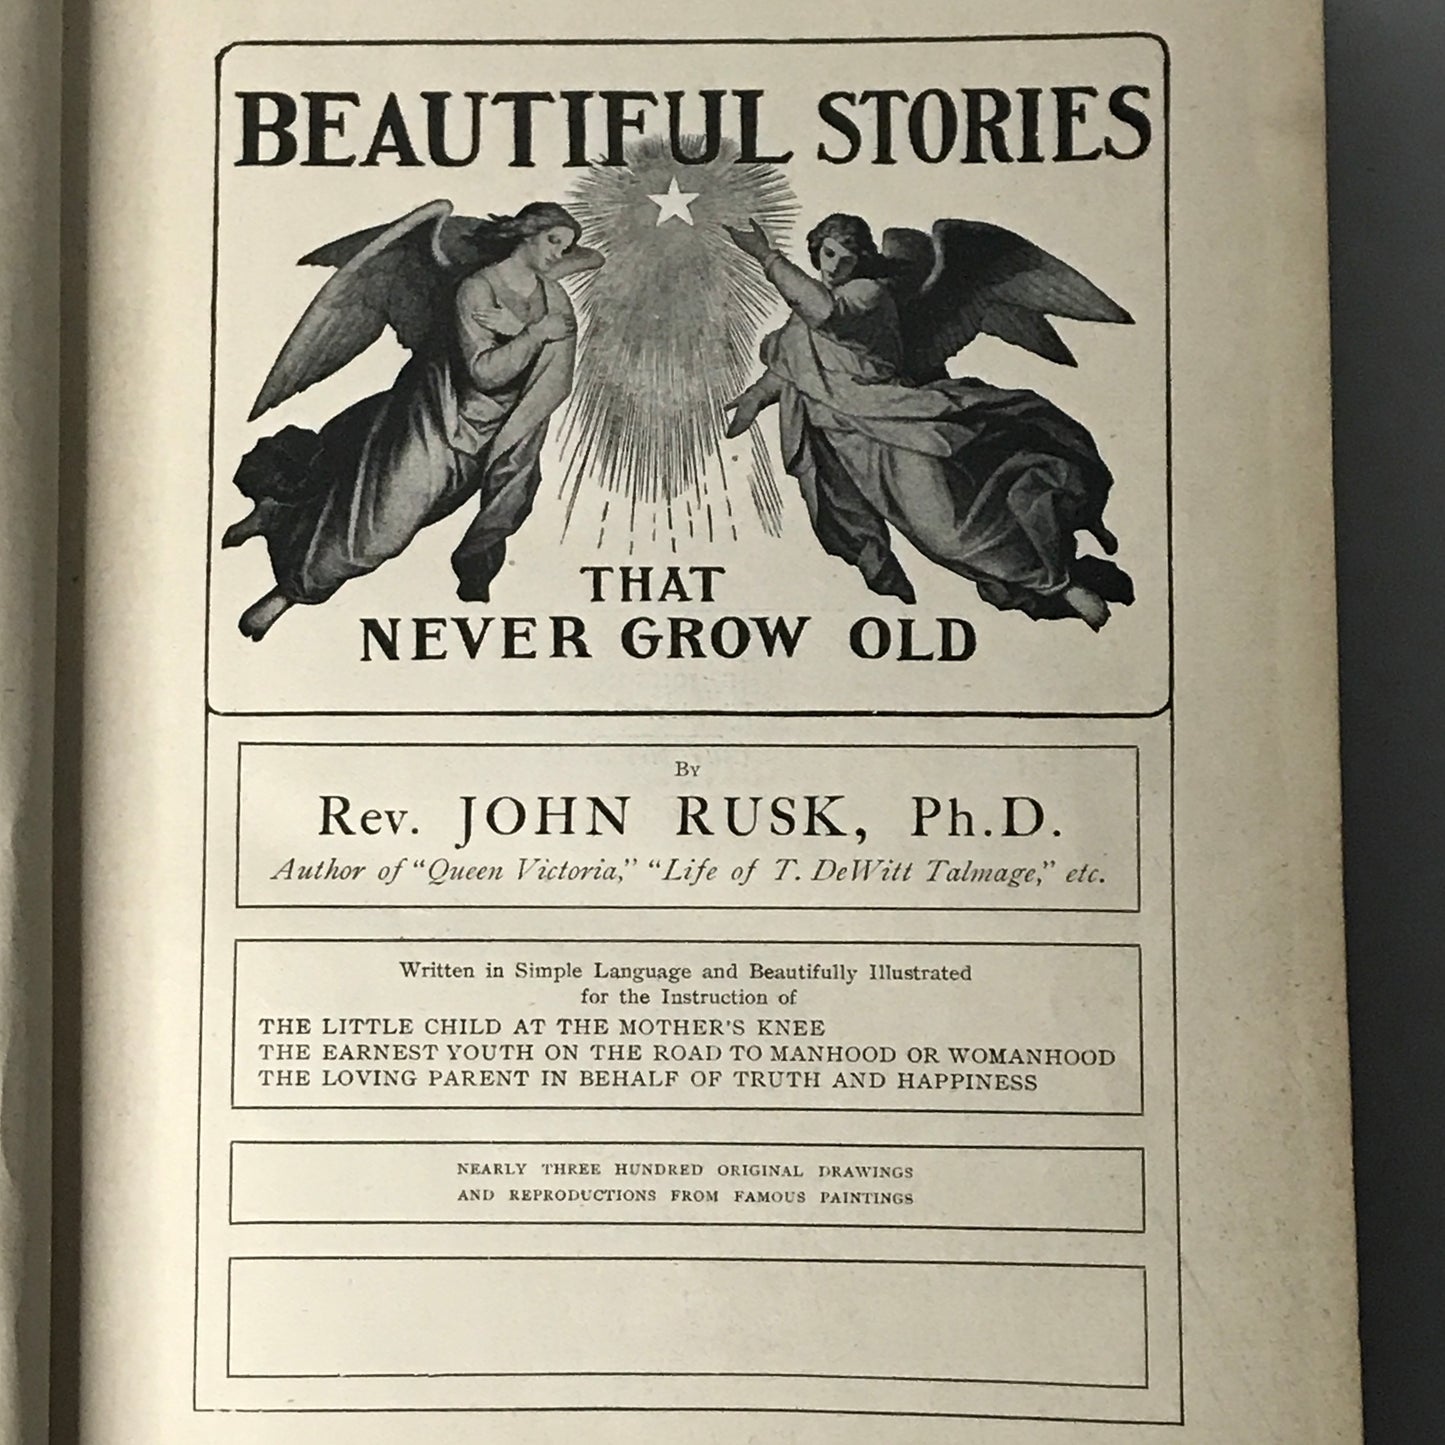 BEAUTIFUL STORIES
THAT
NEVER GROW OLD
By
Rev. JOHN RUSK, Ph.D.
Author of "Queen Victoria," "Life of T. DeWitt Talmage," etc.
Written in Simple Language and Beautifully Illustrated
for the Instruction of
THE LITTLE CHILD AT THE MOTHER'S KNEE
THE EARNEST YOUTH ON THE ROAD TO MANHOOD OR WOMANHOOD
THE LOVING PARENT IN BEHALF OF TRUTH AND HAPPINESS
NEARLY THREE HUNDRED ORIGINAL DRAWINGS
AND REPRODUCTIONS FROM FAMOUS PAINTINGS